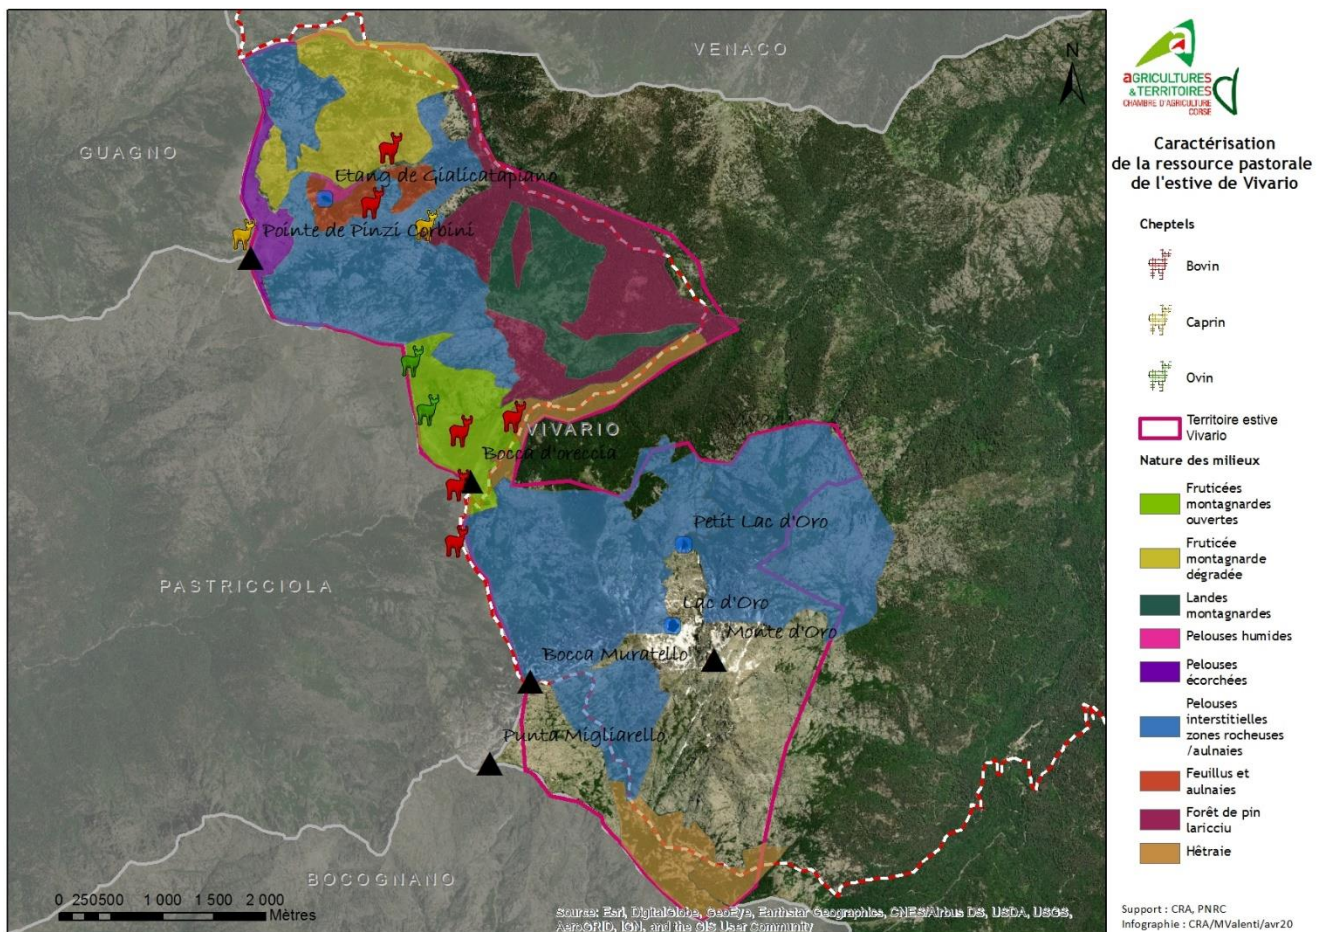 VENACO
N
GUAGNO
Etang de Gialicatapiano
Pointe de Pinzi Corbini
VIVARIO
Bocca d'oreccia
Petit Lac d'Oro
PASTRICCIOLA
Lac d'Oro
Monte d'Oro
Bocca Muratello
Punta Migliarello
BOCOGNANO
0 250500 1 000 1 500 2 000
Mètres
Source: Esri, DigitalGlobe, GeoEye, Earthstar Geographics, CNES/Airbus DS, USDA, USGS,
AeroGRID, IGN, and the GIS User Community
AGRICULTURES
& TERRITOIRES
CHAMBRE D'AGRICULTURE
CORSE
Caractérisation
de la ressource pastorale
de l'estive de Vivario
Cheptels
Bovin
Caprin
Ovin
Territoire estive
Vivario
Nature des milieux
Fruticées
montagnardes
ouvertes
Fruticée
montagnarde
dégradée
Landes
montagnardes
Pelouses humides
Pelouses
écorchées
Pelouses
interstitielles
zones rocheuses
/aulnaies
Feuillus et
aulnaies
Forêt de pin
laricciu
Hêtraie
Support : CRA, PNRC
Infographie : CRA/MValenti/avr20